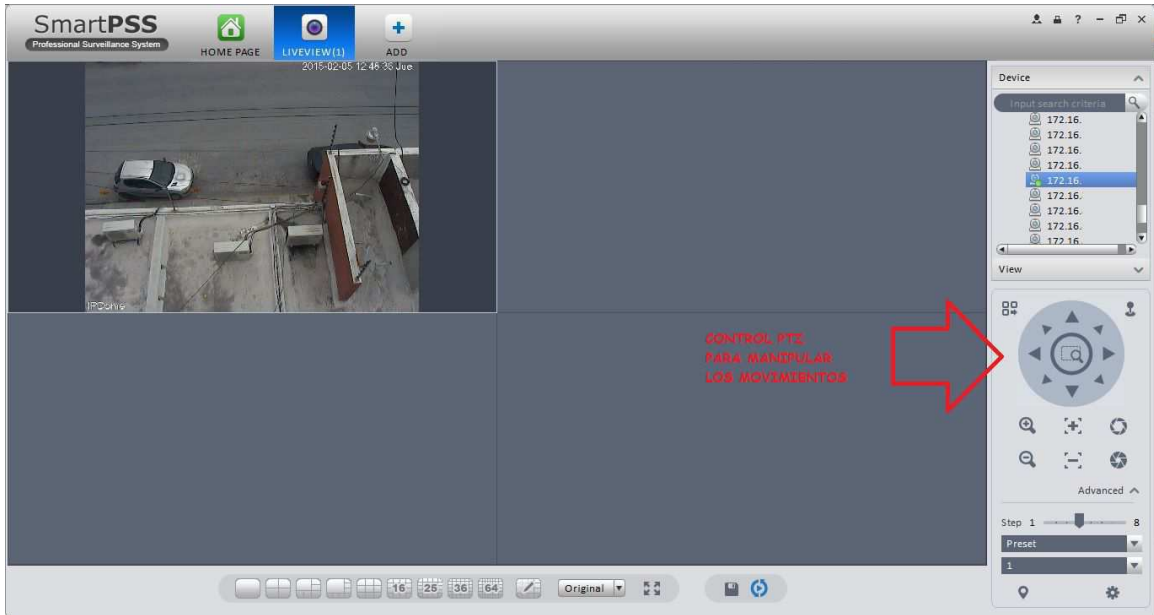 SmartPSS
Professional Surveillance System
HOME PAGE
LIVEVIEW(1)
ADD
?
2015-02-05 12:46:36 Jue
IPDome
Device
Input search criteria
172.16.
172.16.
172.16.
172.16.
172.16.
172.16.
172.16.
172.16.
172.16.
View
CONTROL PTZ
PARA MANIPULAR
LOS MOVIMIENTOS
Advanced
Step 1 8
Preset
1
16 25 36 64 Original